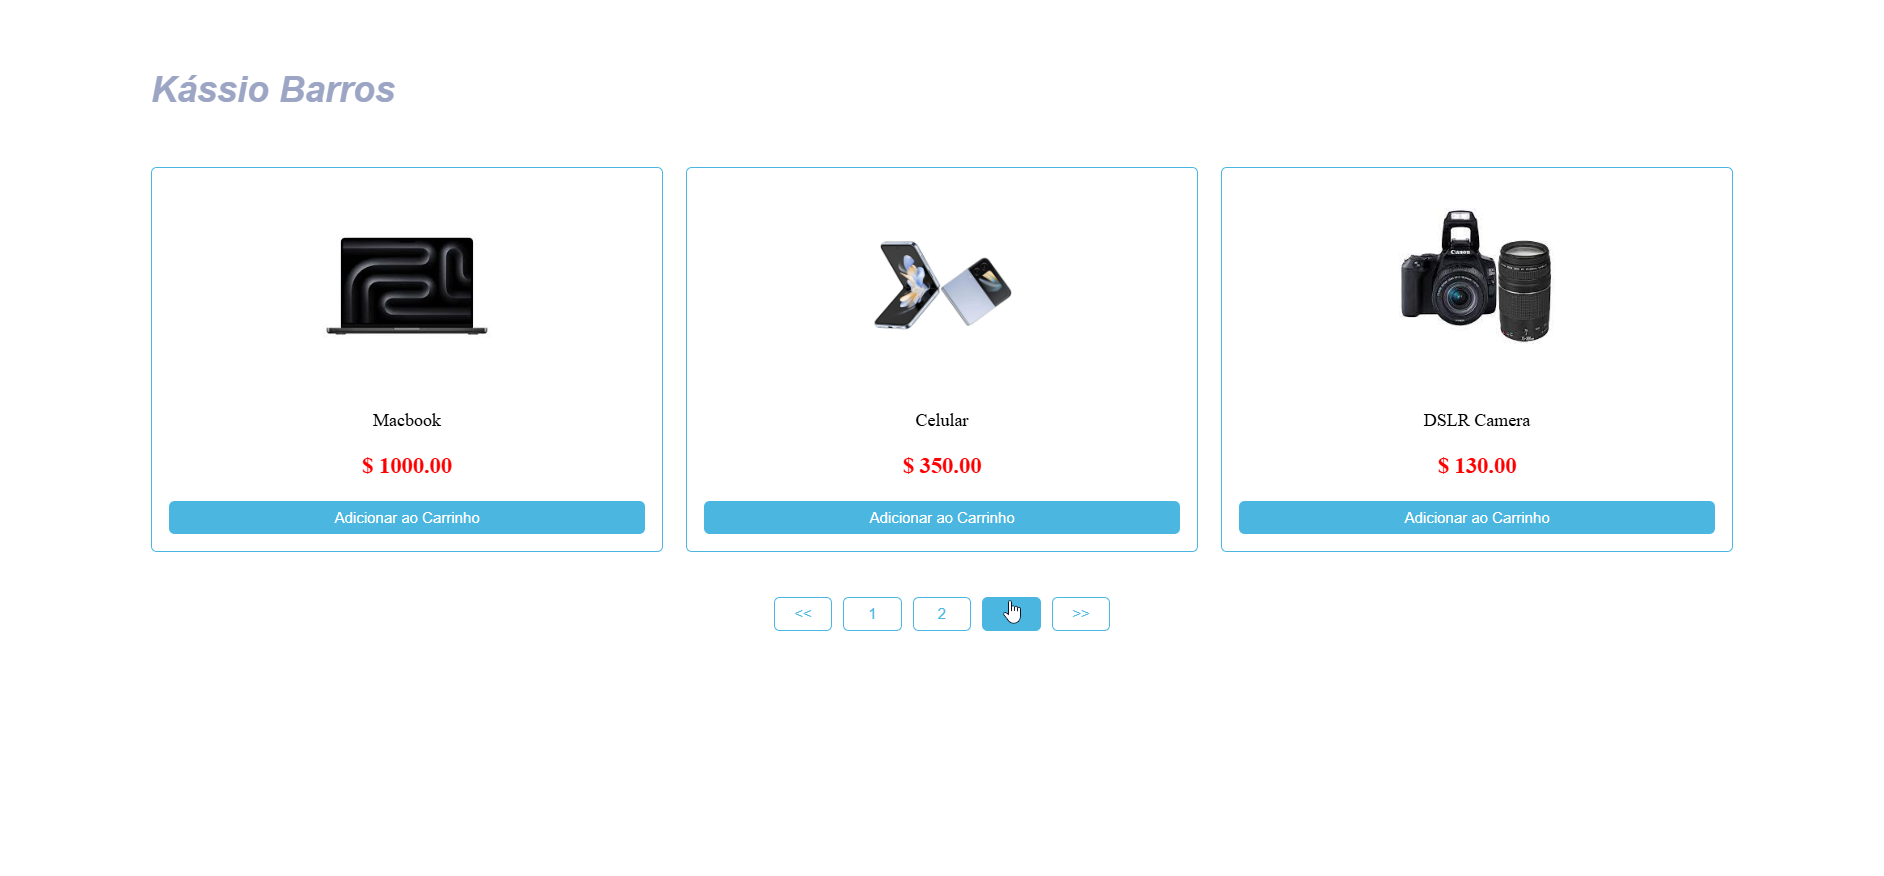 Kássio Barros
Canon
Macbook
Celular
DSLR Camera
$ 1000.00
$ 350.00
$ 130.00
Adicionar ao Carrinho
Adicionar ao Carrinho
Adicionar ao Carrinho
<< 1 2 >>